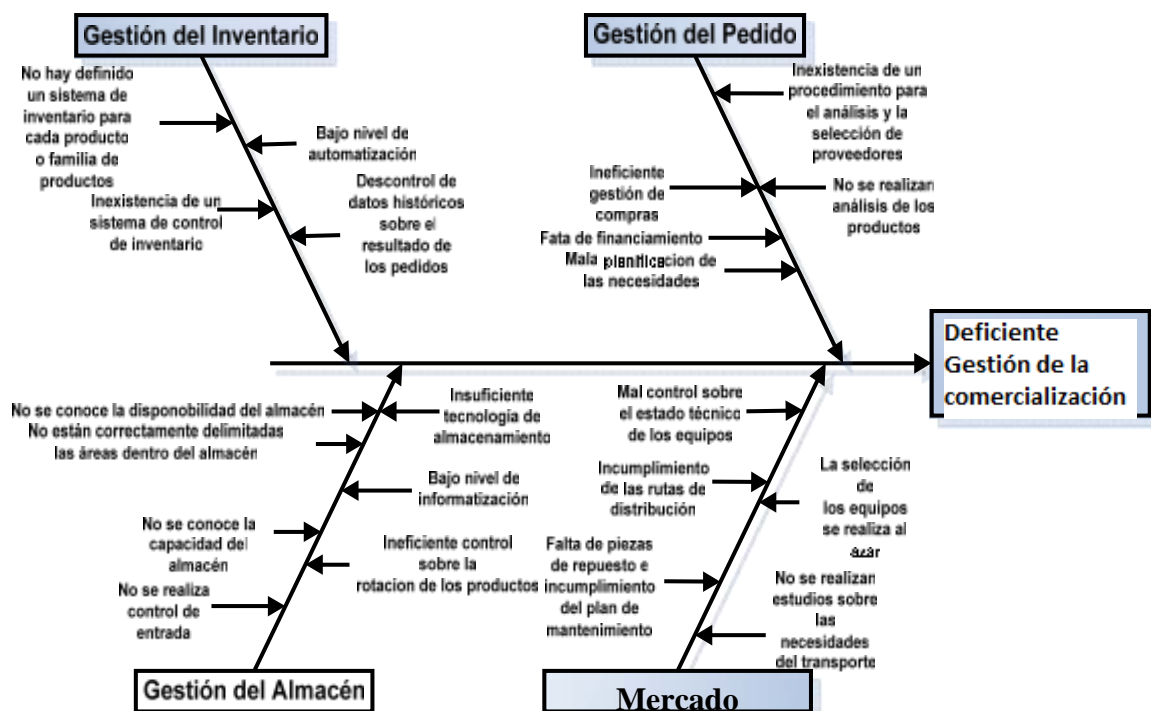 Gestión del Inventario
No hay definido
un sistema de
inventario para
cada producto
o familia de
productos
Bajo nivel de
automatización
Inexistencia de un
sistema de control
de inventario
Descontrol de
datos históricos
sobre el
resultado de
los pedidos
Gestión del Pedido
Inexistencia de un
procedimiento para
el análisis y la
selección de
proveedores
Ineficiente
gestión de
compras
No se realizan
análisis de los
productos
Fata de financiamiento
Mala planificacion de
las necesidades
Deficiente
Gestión de la
comercialización
No se conoce la disponobilidad del almacén
No están correctamente delimitadas
las áreas dentro del almacén
Insuficiente
tecnología de
almacenamiento
Bajo nivel de
informatización
No se conoce la
capacidad del
almacén
Ineficiente control
sobre la
rotacion de los productos
No se realiza
control de
entrada
Gestión del Almacén
Mal control sobre
el estado técnico
de los equipos
Incumplimiento
de las rutas de
distribución
La selección
de
los equipos
se realiza al
azar
Falta de piezas
de repuesto e
incumplimiento
del plan de
mantenimiento
No se realizan
estudios sobre
las
necesidades
del transporte
Mercado